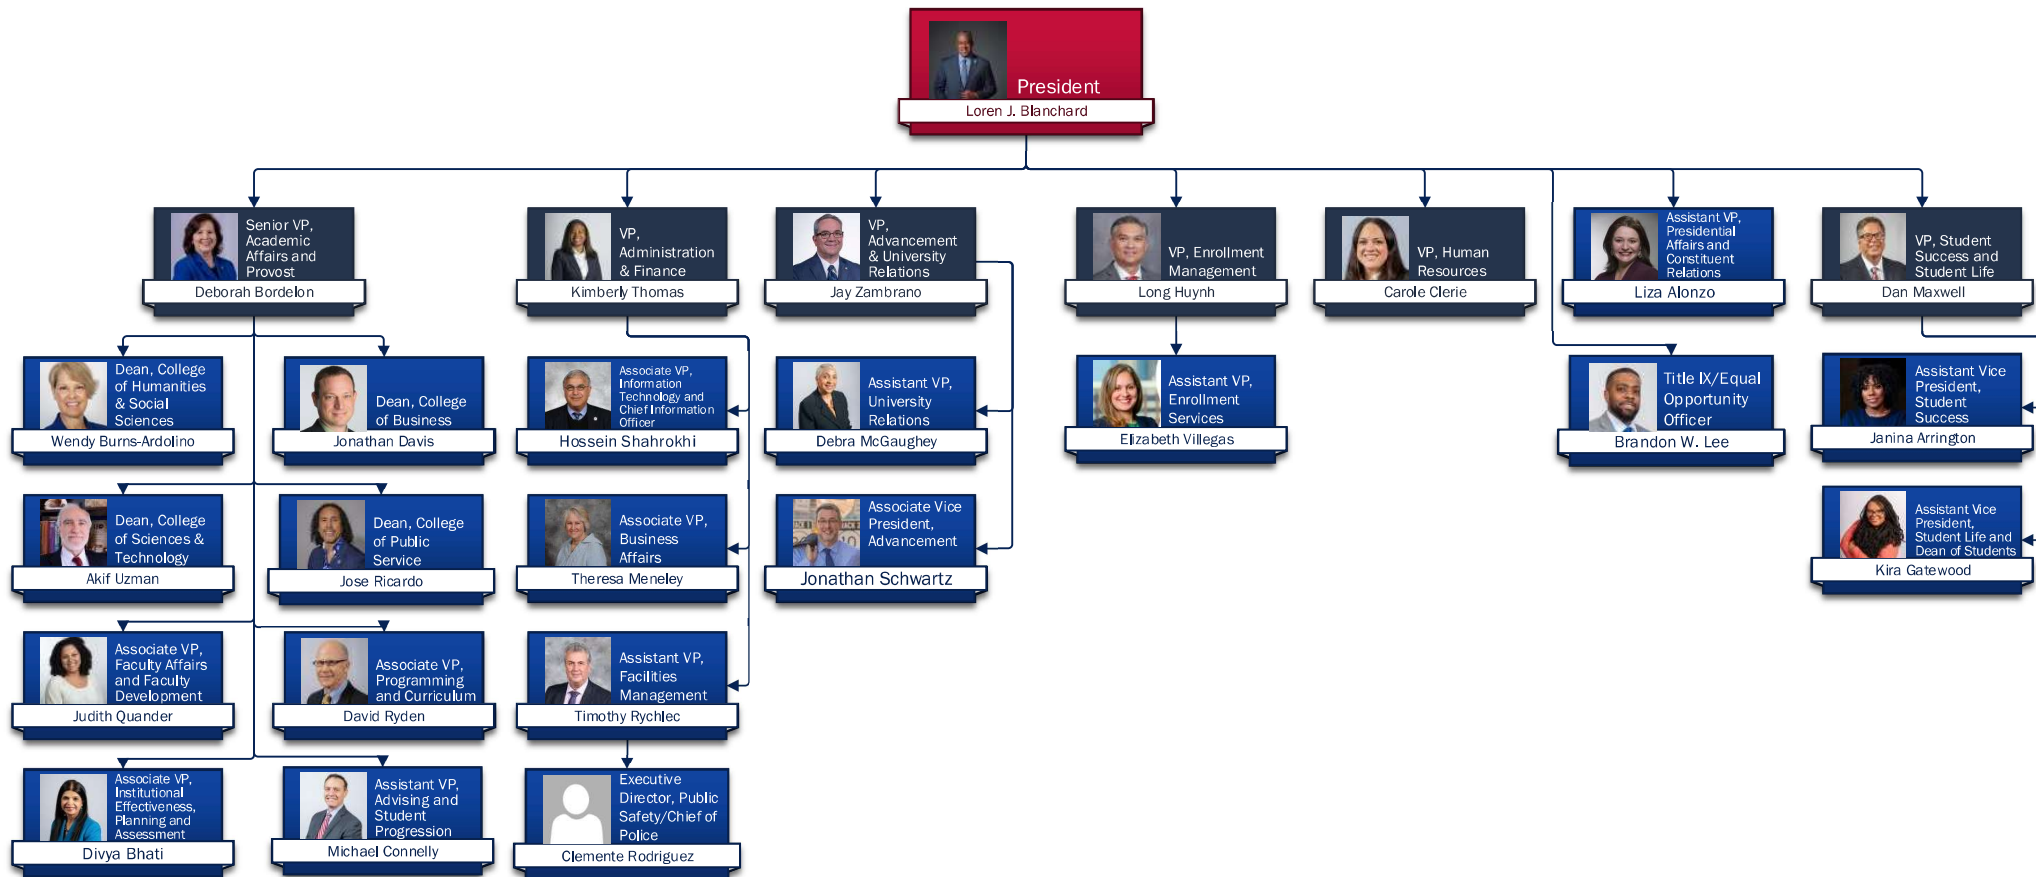 President
Loren J. Blanchard
Senior VP,
Academic
Affairs and
Provost
Deborah Bordelon
VP,
Administration
& Finance
Kimberly Thomas
VP,
Advancement
& University
Relations
Jay Zambrano
VP, Enrollment
Management
Long Huynh
VP, Human
Resources
Carole Clerie
Assistant VP,
Presidential
Affairs and
Constituent
Relations
Liza Alonzo
VP, Student
Success and
Student Life
Dan Maxwell
Dean, College
of Humanities
& Social
Sciences
Wendy Burns-Ardolino
Dean, College
of Business
Jonathan Davis
Associate VP,
Information
Technology and
Chief Information
Officer
Hossein Shahrokhi
Assistant VP,
University
Relations
Debra McGaughey
Assistant VP,
Enrollment
Services
Elizabeth Villegas
Title IX/Equal
Opportunity
Officer
Brandon W. Lee
Assistant Vice
President,
Student
Success
Janina Arrington
Dean, College
of Sciences &
Technology
Akif Uzman
Dean, College
of Public
Service
Jose Ricardo
Associate VP,
Business
Affairs
Theresa Meneley
Associate Vice
President,
Advancement
Jonathan Schwartz
Assistant Vice
President,
Student Life and
Dean of Students
Kira Gatewood
Associate VP,
Faculty Affairs
and Faculty
Development
Judith Quander
Associate VP,
Programming
and Curriculum
David Ryden
Assistant VP,
Facilities
Management
Timothy Rychlec
Associate VP,
Institutional
Effectiveness,
Planning and
Assessment
Divya Bhati
Assistant VP,
Advising and
Student
Progression
Michael Connelly
Executive
Director, Public
Safety/Chief of
Police
Clemente Rodriguez